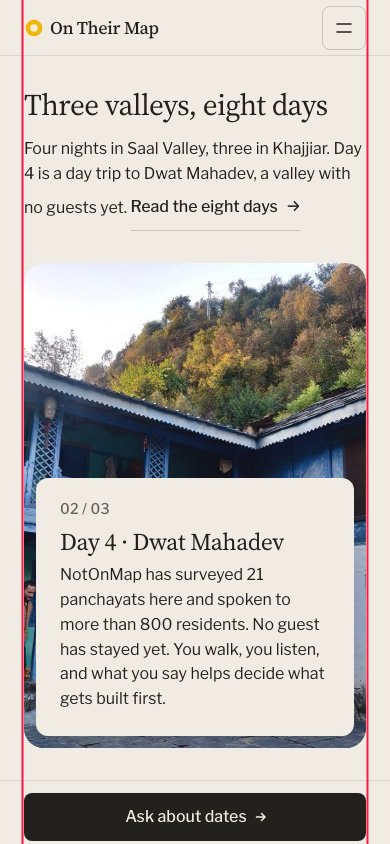 On Their Map
Three valleys, eight days
Four nights in Saal Valley, three in Khajjiar. Day
4 is a day trip to Dwat Mahadev, a valley with
no guests yet. Read the eight days →
02 / 03
Day 4 · Dwat Mahadev
NotOnMap has surveyed 21
panchayats here and spoken to
more than 800 residents. No guest
has stayed yet. You walk, you listen,
and what you say helps decide what
gets built first.
Ask about dates →